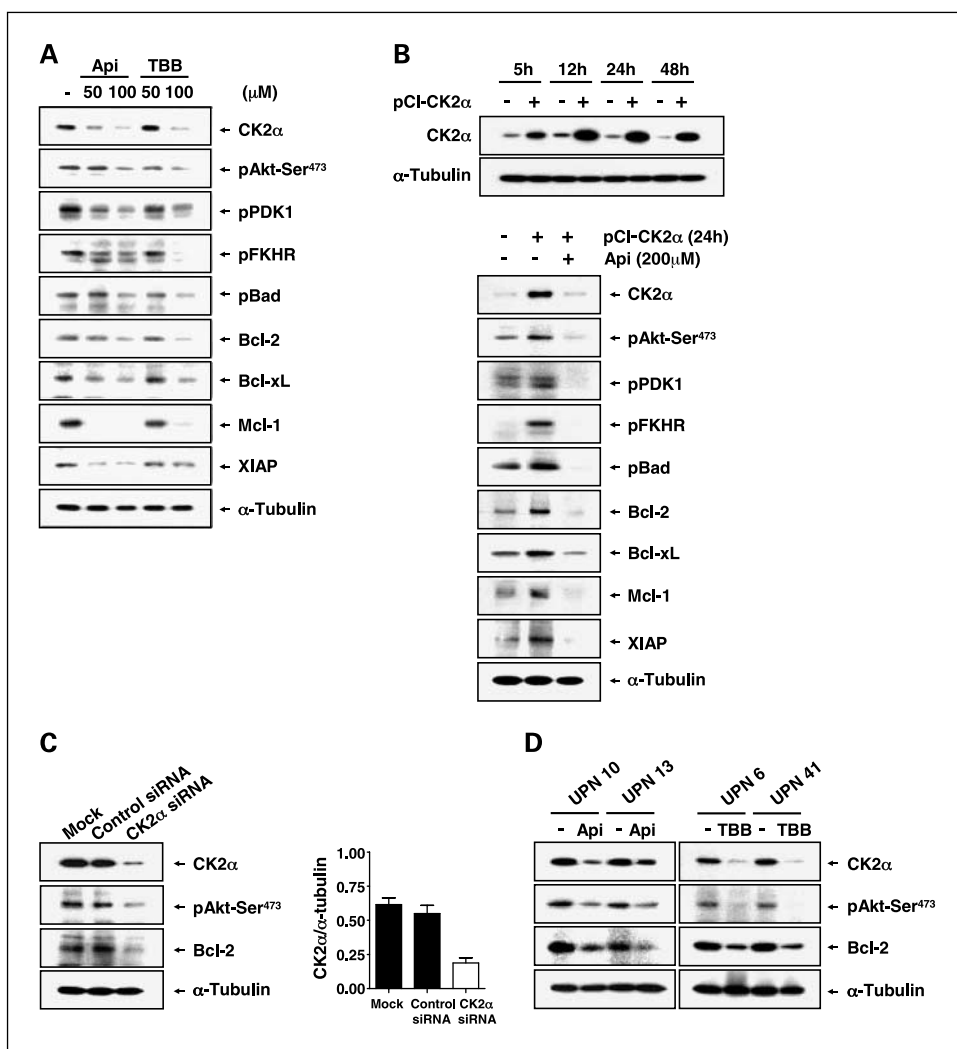 A
Api TBB
- 50 100 50 100 (µM)
CK2α
pAkt-Ser473
pPDK1
pFKHR
pBad
Bcl-2
Bcl-xL
Mcl-1
XIAP
α-Tubulin
B
5h 12h 24h 48h
pCI-CK2α - + - + - + - +
CK2α
α-Tubulin
- + + pCI-CK2α (24h)
- - + Api (200µM)
CK2α
pAkt-Ser473
pPDK1
pFKHR
pBad
Bcl-2
Bcl-xL
Mcl-1
XIAP
α-Tubulin
C
Mock Control siRNA CK2α siRNA
CK2α
pAkt-Ser473
Bcl-2
α-Tubulin
CK2α/α-tubulin
1.00
0.75
0.50
0.25
0.00
Mock Control CK2α
siRNA siRNA
D
UPN 10 UPN 13 UPN 6 UPN 41
- Api - Api - TBB - TBB
CK2α
pAkt-Ser473
Bcl-2
α-Tubulin